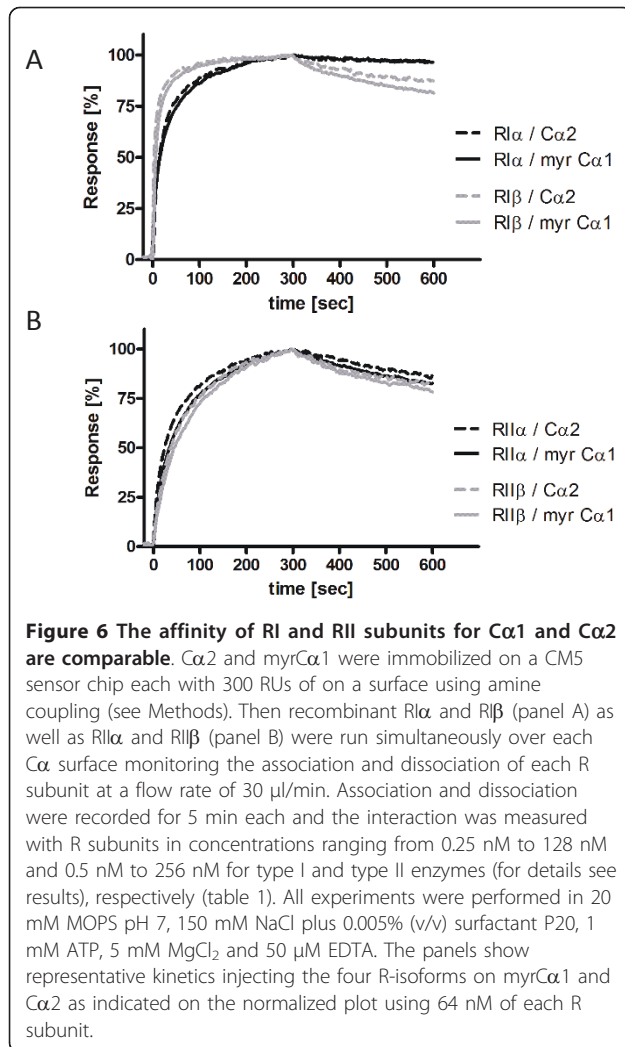 A
100
75
50
25
0
Response [%]
0 100 200 300 400 500 600
time [sec]
RIα / Cα2
RIα / myr Cα1
RIβ / Cα2
RIβ / myr Cα1
B
100
75
50
25
0
Response [%]
0 100 200 300 400 500 600
time [sec]
RIIα / Cα2
RIIα / myr Cα1
RIIβ / Cα2
RIIβ / myr Cα1
Figure 6 The affinity of RI and RII subunits for Cα1 and Cα2
are comparable. Cα2 and myrCα1 were immobilized on a CM5
sensor chip each with 300 RUs of on a surface using amine
coupling (see Methods). Then recombinant RIα and RIβ (panel A) as
well as RIIα and RIIβ (panel B) were run simultaneously over each
Cα surface monitoring the association and dissociation of each R
subunit at a flow rate of 30 μl/min. Association and dissociation
were recorded for 5 min each and the interaction was measured
with R subunits in concentrations ranging from 0.25 nM to 128 nM
and 0.5 nM to 256 nM for type I and type II enzymes (for details see
results), respectively (table 1). All experiments were performed in 20
mM MOPS pH 7, 150 mM NaCl plus 0.005% (v/v) surfactant P20, 1
mM ATP, 5 mM MgCl₂ and 50 μM EDTA. The panels show
representative kinetics injecting the four R-isoforms on myrCα1 and
Cα2 as indicated on the normalized plot using 64 nM of each R
subunit.